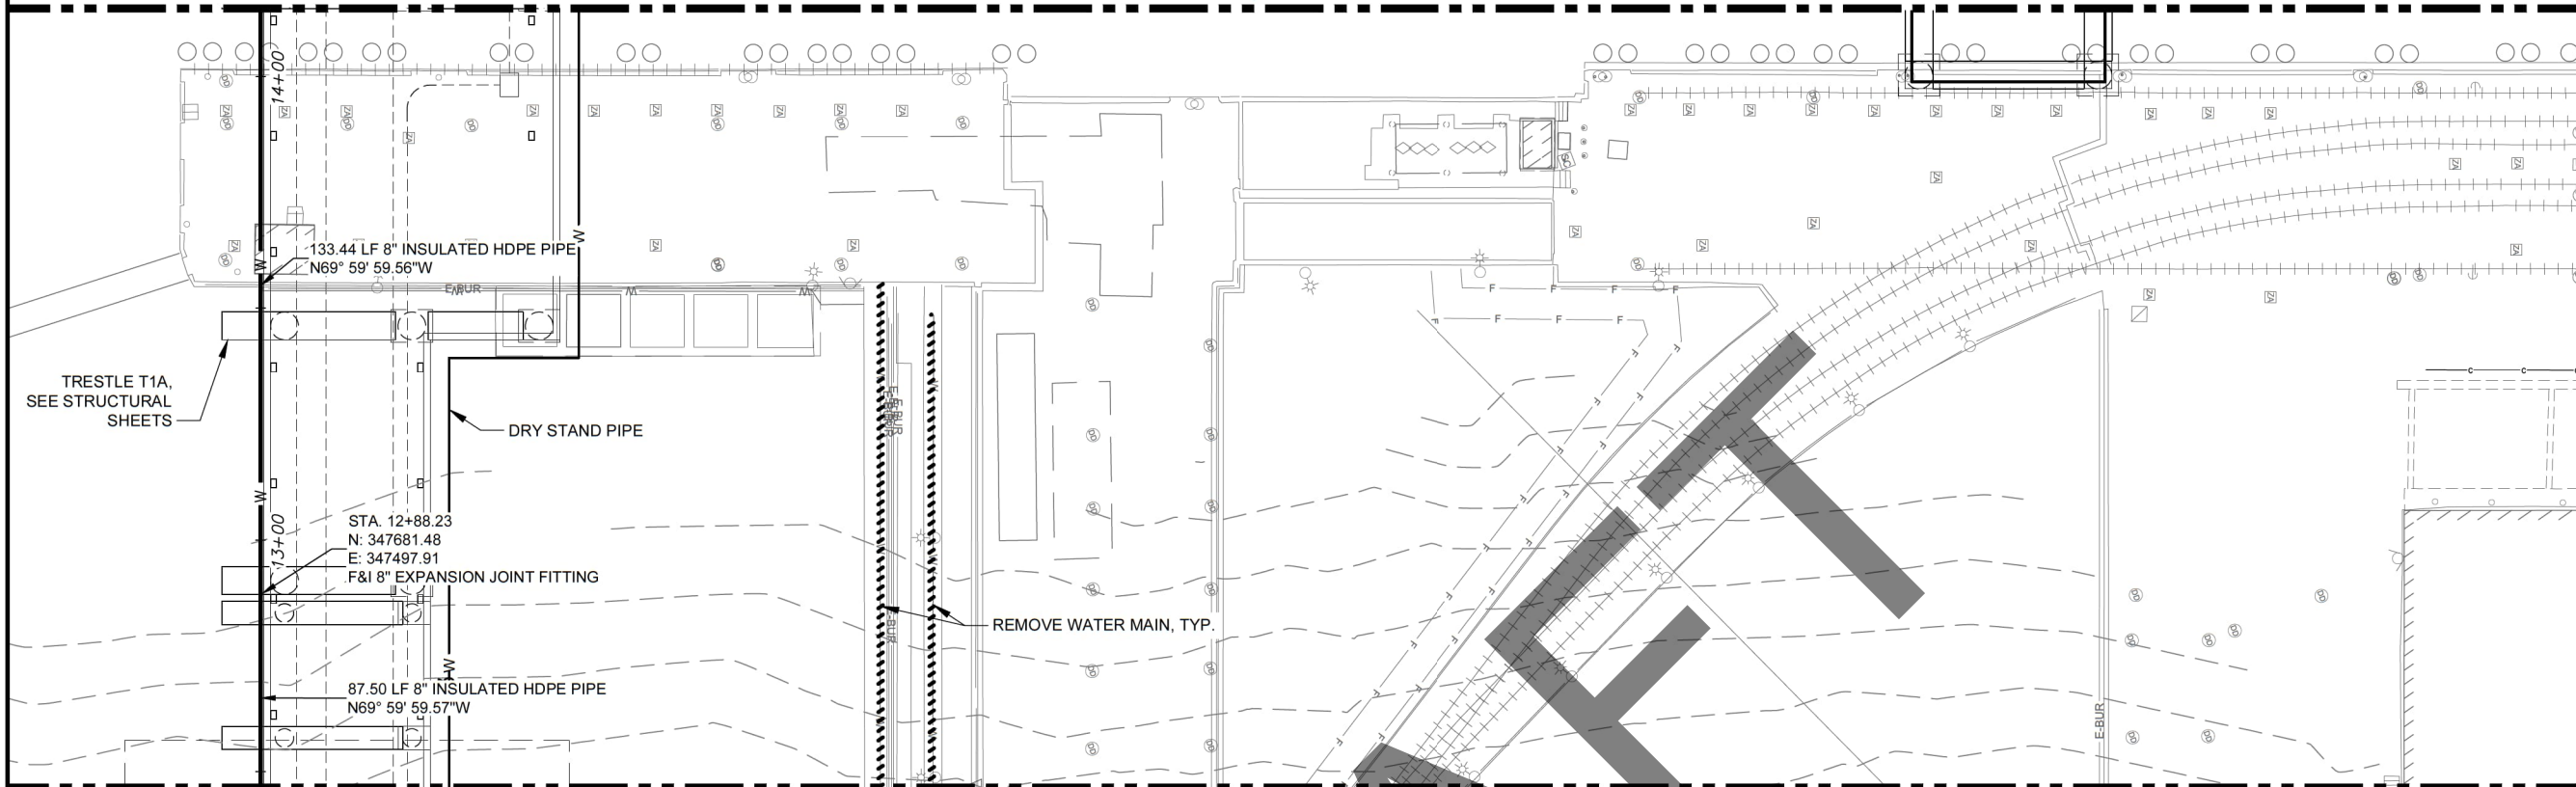 14+00
133.44 LF 8" INSULATED HDPE PIPE
N69° 59' 59.56"W
W
W
E-BUR
W
W
W
TRESTLE T1A,
SEE STRUCTURAL
SHEETS
DRY STAND PIPE
W
13+00
STA. 12+88.23
N: 347681.48
E: 347497.91
F&I 8" EXPANSION JOINT FITTING
REMOVE WATER MAIN, TYP.
W
87.50 LF 8" INSULATED HDPE PIPE
N69° 59' 59.57"W
E-BUR
E-BUR
F
F
F
F
F
F
F
F
C
C
E-BUR